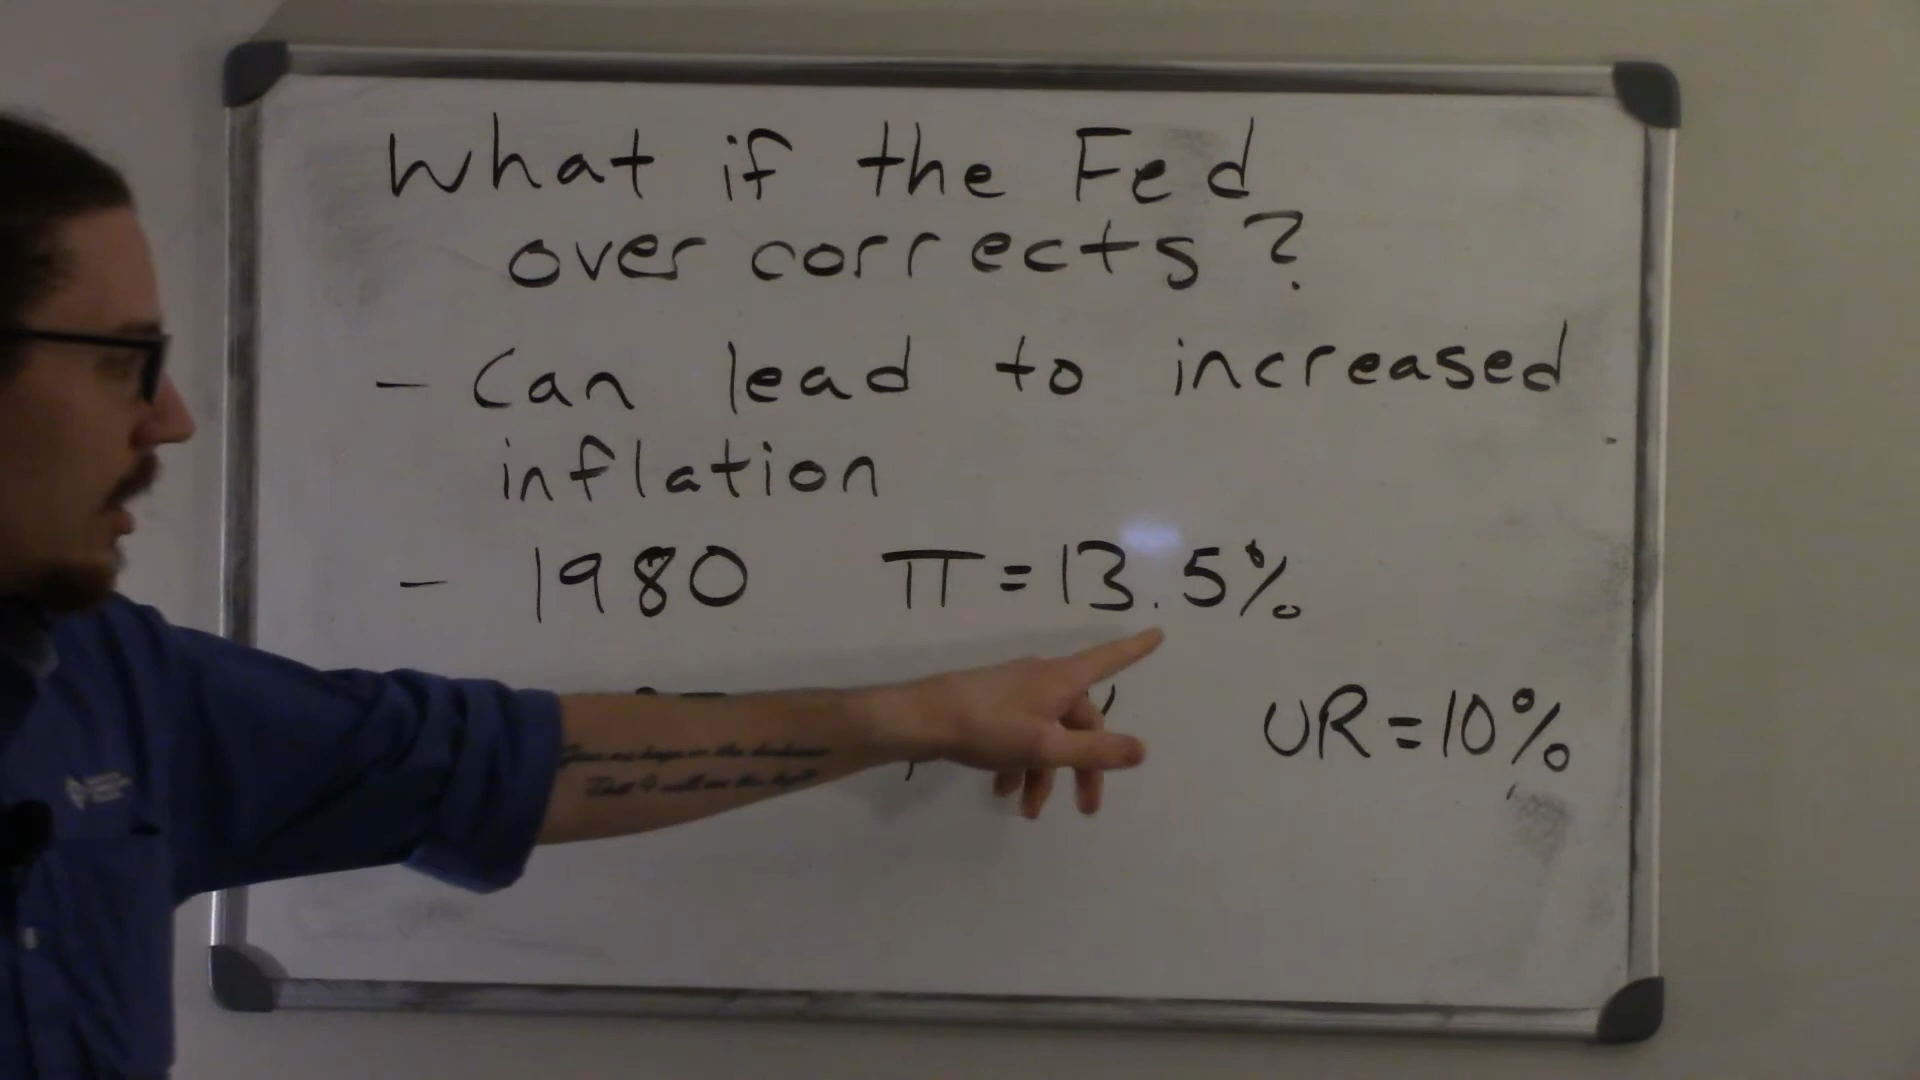 What if the Fed
over corrects?
- Can lead to increased
inflation
- 1980 π = 13.5%
UR = 10%